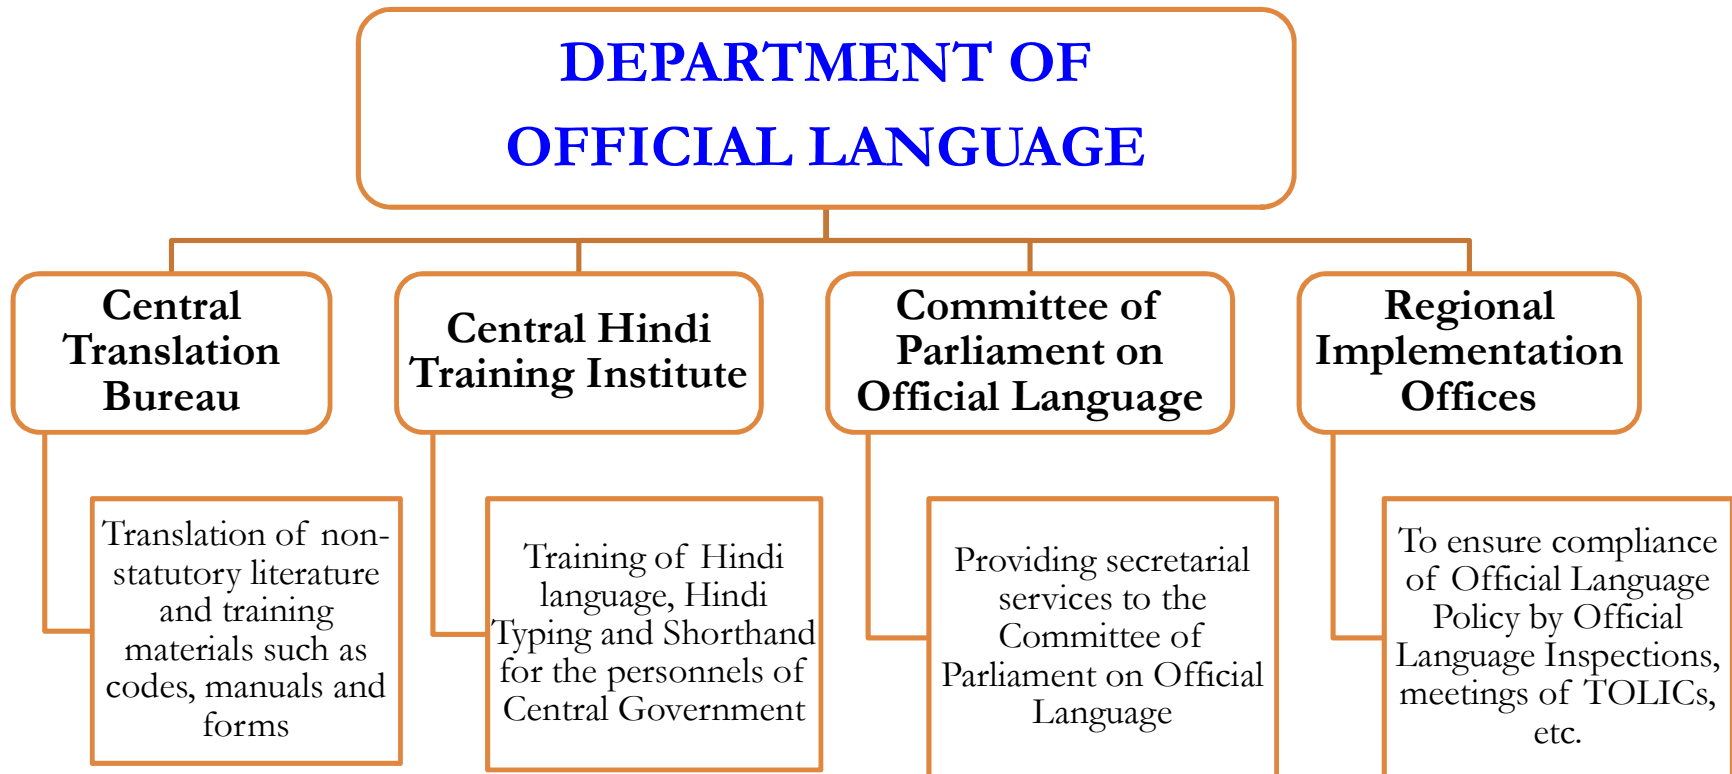 DEPARTMENT OF
OFFICIAL LANGUAGE
Central
Translation
Bureau
Central Hindi
Training Institute
Committee of
Parliament on
Official Language
Regional
Implementation
Offices
Translation of non-
statutory literature
and training
materials such as
codes, manuals and
forms
Training of Hindi
language, Hindi
Typing and Shorthand
for the personnels of
Central Government
Providing secretarial
services to the
Committee of
Parliament on Official
Language
To ensure compliance
of Official Language
Policy by Official
Language Inspections,
meetings of TOLICs,
etc.